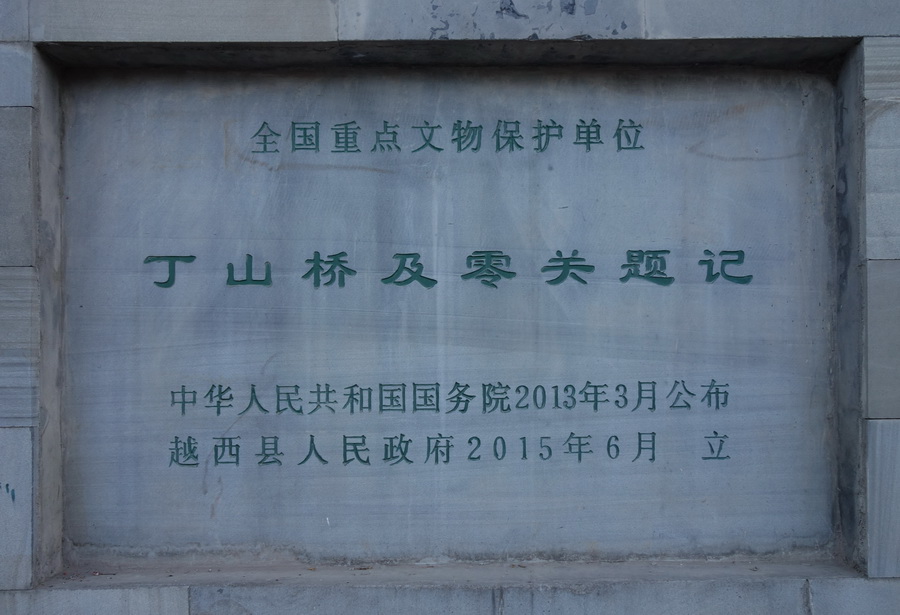 全国重点文物保护单位
丁山桥及零关题记
中华人民共和国国务院2013年3月公布
越西县人民政府2015年6月 立